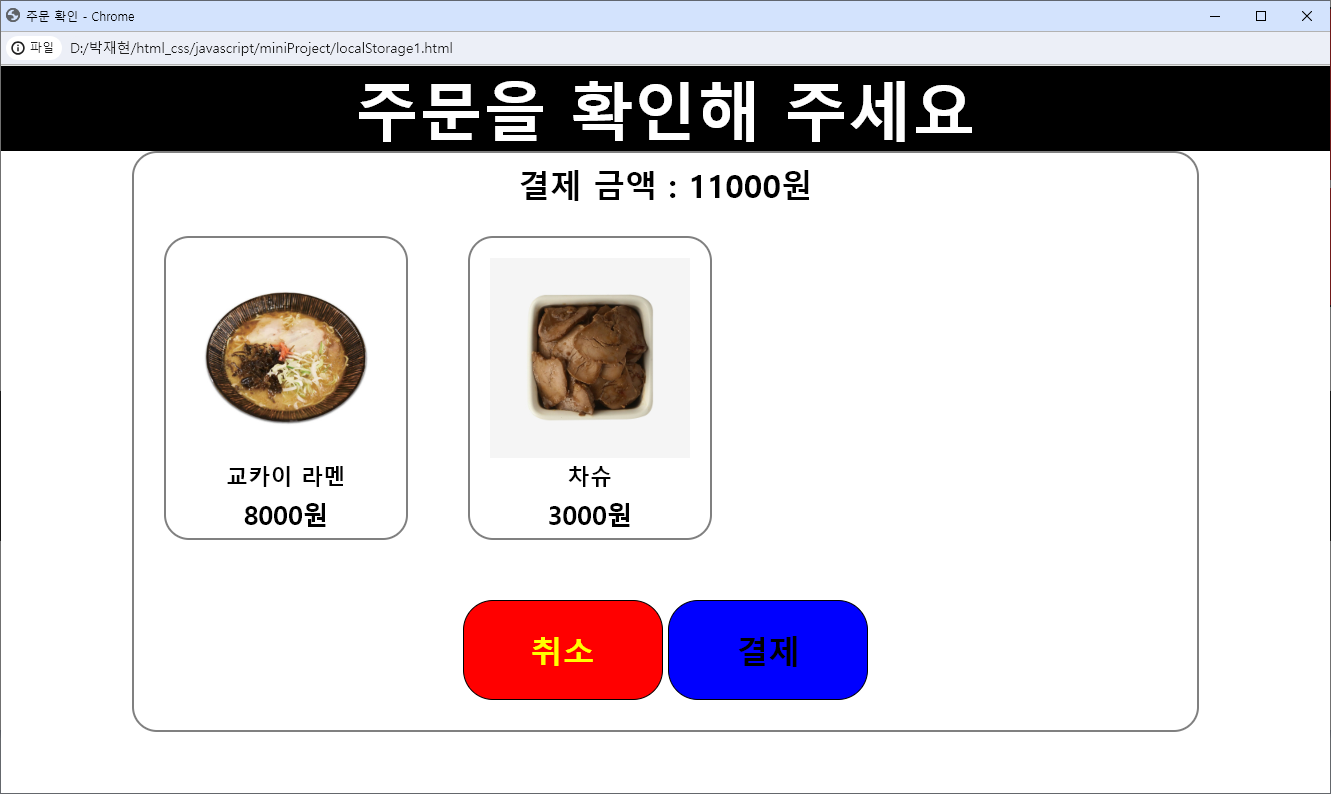 주문 확인 - Chrome
파일 D:/박재현/html_css/javascript/miniProject/localStorage1.html
주문을 확인해 주세요
결제 금액 : 11000원
교카이 라멘
8000원
차슈
3000원
취소
결제